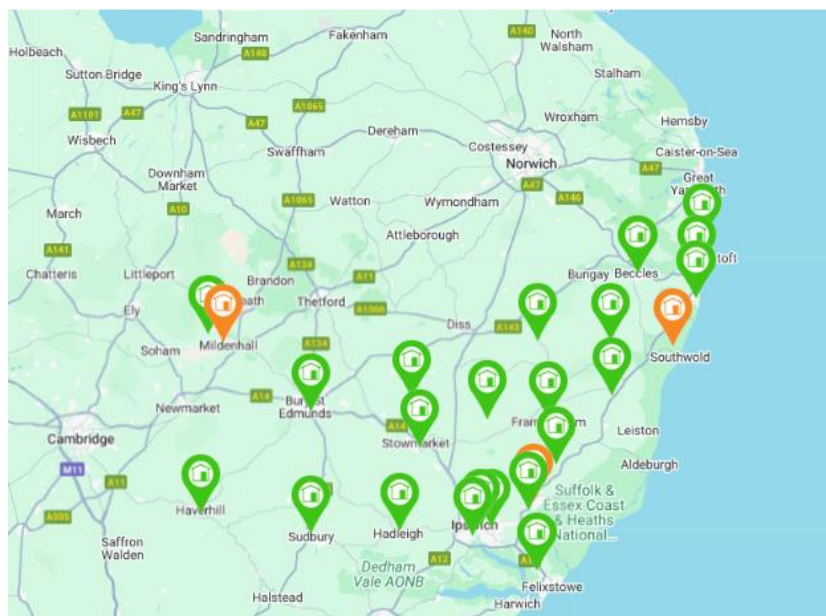 Sandringham
Fakenham
A140
North
Walsham
Holbeach
A148
Sutton Bridge
King's Lynn
Stalham
A1101
A47
A1065
Wroxham
Hemsby
Wisbech
A47
Dereham
Costessey
Caister-on-Sea
Swaffham
Norwich
A47
Downham
Market
Great
A47
A1065
Watton
Wymondham
A146
March
A10
Attleborough
A141
Chatteris
Littleport
Brandon
A134
A11
Bungay
Beccles
Ely
Thetford
A1066
Diss
A143
Soham
Mildenhall
A134
Southwold
Newmarket
A14
Edmunds
A14
Leiston
Cambridge
Stowmarket
Aldeburgh
M11
A11
Haverhill
Suffolk &
Essex Coast
& Heaths
National...
A505
Saffron
Walden
Sudbury
Hadleigh
Ipswich
A12
Dedham
Vale AONB
Felixstowe
Halstead
Harwich